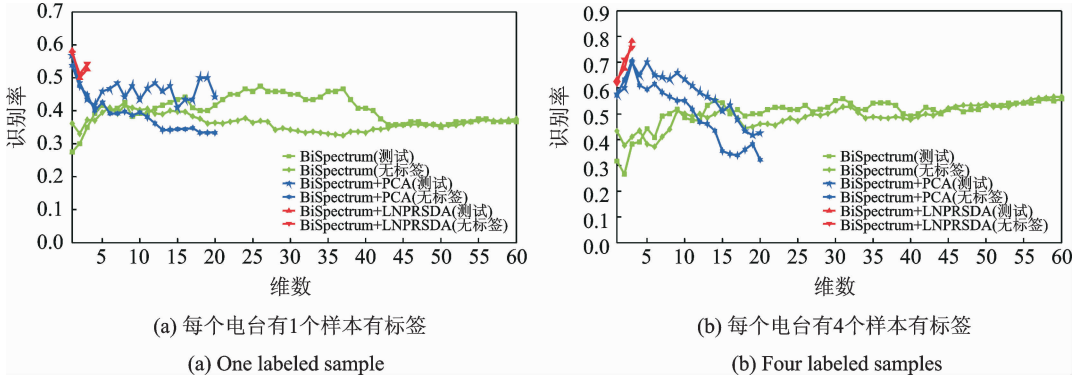 0.7
0.6
0.5
0.4
0.3
0.2
0.1
0.0
识别率
BiSpectrum(测试)
BiSpectrum(无标签)
BiSpectrum+PCA(测试)
BiSpectrum+PCA(无标签)
BiSpectrum+LNPRSDA(测试)
BiSpectrum+LNPRSDA(无标签)
5 10 15 20 25 30 35 40 45 50 55 60
维数
(a) 每个电台有1个样本有标签
(a) One labeled sample
0.9
0.8
0.7
0.6
0.5
0.4
0.3
0.2
0.1
0.0
识别率
BiSpectrum(测试)
BiSpectrum(无标签)
BiSpectrum+PCA(测试)
BiSpectrum+PCA(无标签)
BiSpectrum+LNPRSDA(测试)
BiSpectrum+LNPRSDA(无标签)
5 10 15 20 25 30 35 40 45 50 55 60
维数
(b) 每个电台有4个样本有标签
(b) Four labeled samples